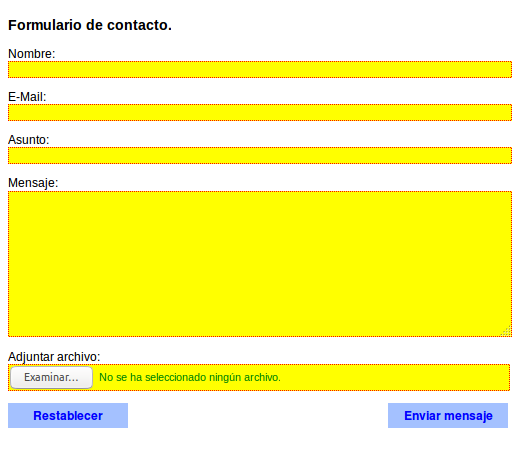 Formulario de contacto.
Nombre:
E-Mail:
Asunto:
Mensaje:
Adjuntar archivo:
Examinar... No se ha seleccionado ningún archivo.
Restablecer Enviar mensaje